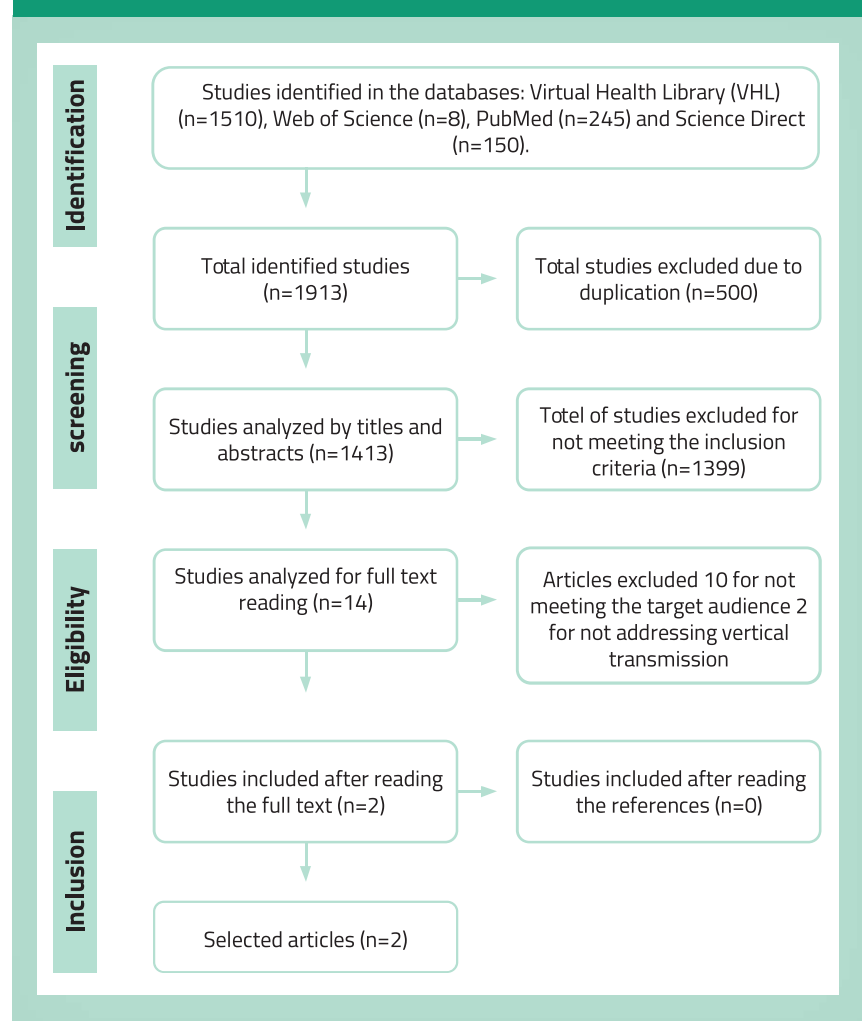 Identification
Studies identified in the databases: Virtual Health Library (VHL)
(n=1510), Web of Science (n=8), PubMed (n=245) and Science Direct
(n=150).
Total identified studies
(n=1913)
Total studies excluded due to
duplication (n=500)
screening
Studies analyzed by titles and
abstracts (n=1413)
Totel of studies excluded for
not meeting the inclusion
criteria (n=1399)
Eligibility
Studies analyzed for full text
reading (n=14)
Articles excluded 10 for not
meeting the target audience 2
for not addressing vertical
transmission
Studies included after reading
the full text (n=2)
Studies included after reading
the references (n=0)
Inclusion
Selected articles (n=2)